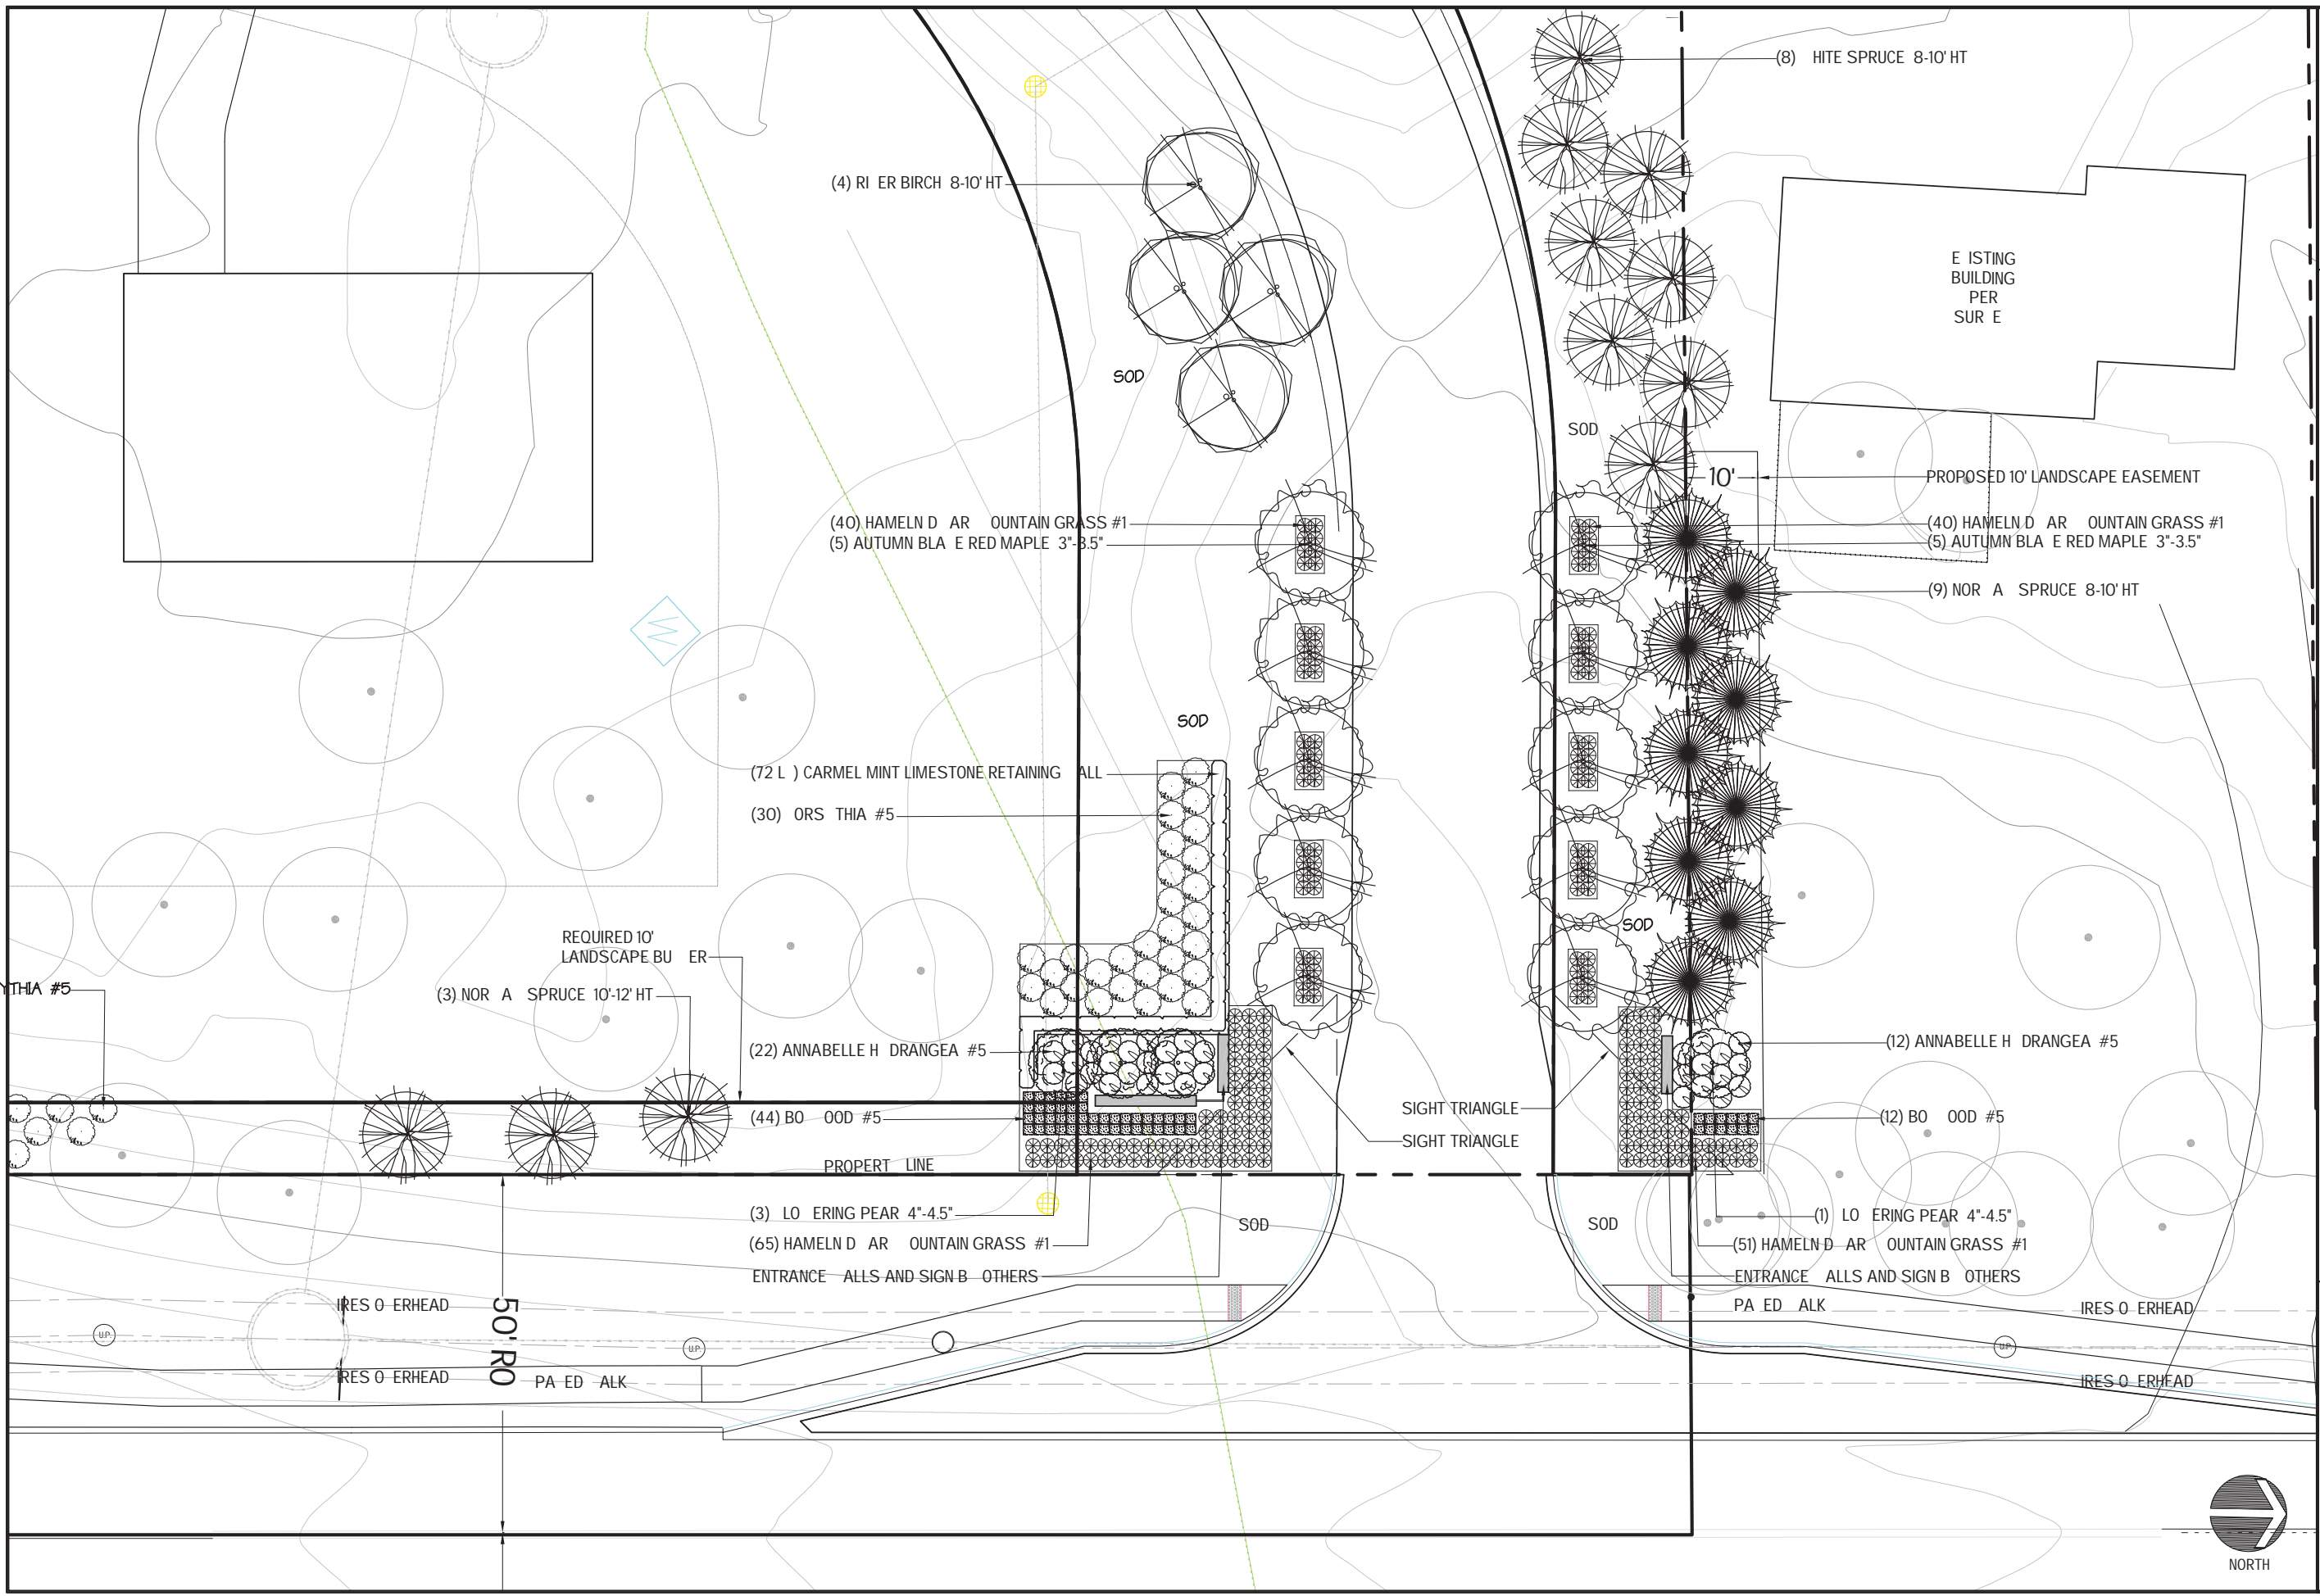 (8) HITE SPRUCE 8-10' HT
(4) RI ER BIRCH 8-10' HT
E ISTING
BUILDING
PER
SUR E
SOD
SOD
10'
PROPOSED 10' LANDSCAPE EASEMENT
(40) HAMELN D AR OUNTAIN GRASS #1
(5) AUTUMN BLA E RED MAPLE 3"-3.5"
(40) HAMELN D AR OUNTAIN GRASS #1
(5) AUTUMN BLA E RED MAPLE 3"-3.5"
(9) NOR A SPRUCE 8-10' HT
SOD
(72 L ) CARMEL MINT LIMESTONE RETAINING ALL
(30) ORS THIA #5
SOD
REQUIRED 10'
LANDSCAPE BU ER
YTHIA #5
(3) NOR A SPRUCE 10'-12' HT
(22) ANNABELLE H DRANGEA #5
(12) ANNABELLE H DRANGEA #5
(44) BO OOD #5
SIGHT TRIANGLE
(12) BO OOD #5
SIGHT TRIANGLE
PROPERT LINE
(3) LO ERING PEAR 4"-4.5"
SOD
SOD
(1) LO ERING PEAR 4"-4.5"
(65) HAMELN D AR OUNTAIN GRASS #1
(51) HAMELN D AR OUNTAIN GRASS #1
ENTRANCE ALLS AND SIGN B OTHERS
ENTRANCE ALLS AND SIGN B OTHERS
IRES O ERHEAD
50' RO
PA ED ALK
IRES O ERHEAD
U.P.
U.P.
U.P.
IRES O ERHEAD
PA ED ALK
IRES O ERHEAD
NORTH